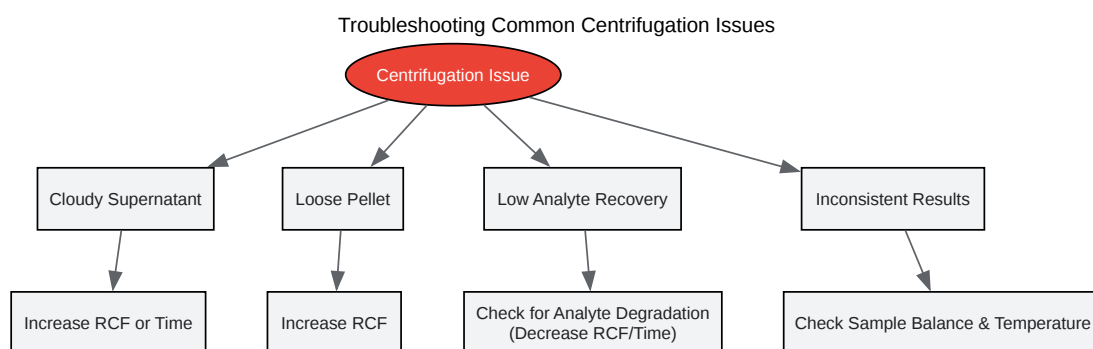 Troubleshooting Common Centrifugation Issues
Centrifugation Issue
Cloudy Supernatant
Loose Pellet
Low Analyte Recovery
Inconsistent Results
Increase RCF or Time
Increase RCF
Check for Analyte Degradation
(Decrease RCF/Time)
Check Sample Balance & Temperature